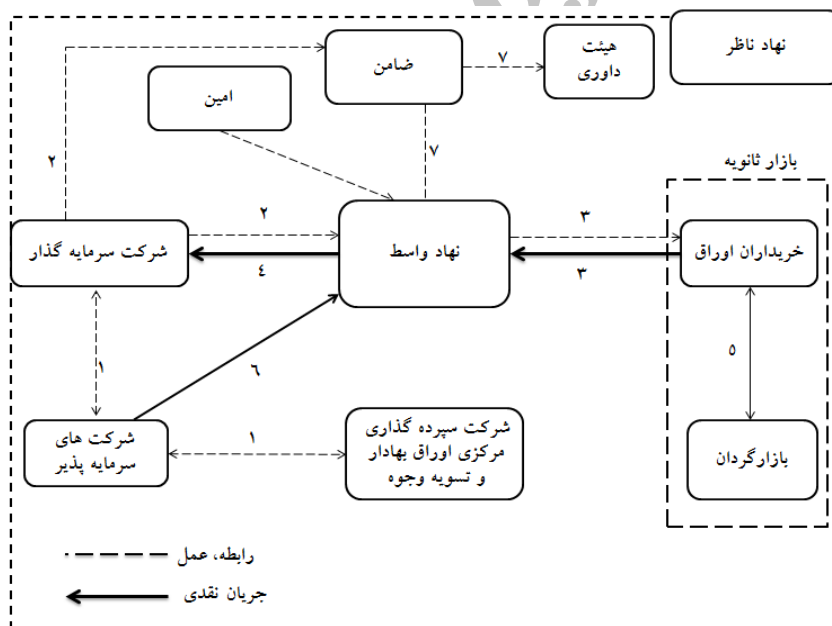 نهاد ناظر
هیئت
داوری
ضامن
امین
۷
۷
۲
بازار ثانویه
خریداران اوراق
۳
۳
نهاد واسط
۲
٤
شرکت سرمایه گذار
۵
۶
۱
بازارگردان
شرکت سپرده گذاری
مرکزی اوراق بهادار
و تسویه وجوه
۱
شرکت های
سرمایه پذیر
رابطه، عمل
جریان نقدی